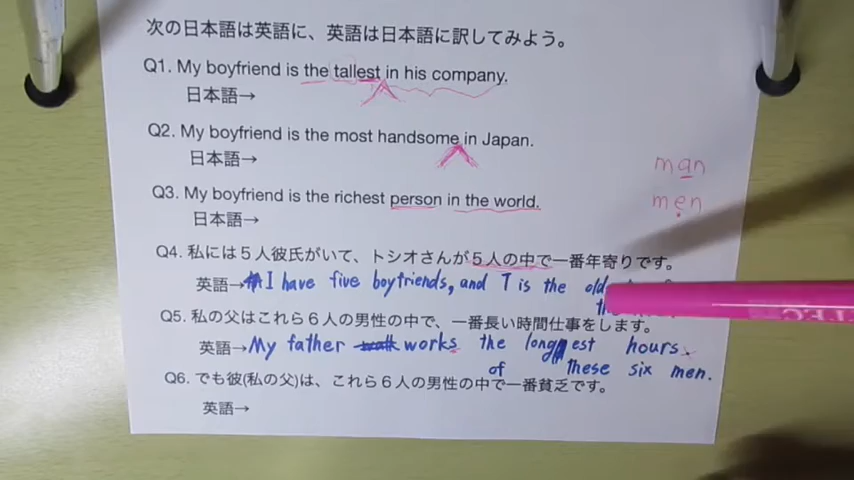 次の日本語は英語に、英語は日本語に訳してみよう。
Q1. My boyfriend is the tallest in his company.
日本語→
Q2. My boyfriend is the most handsome in Japan.
日本語→
man
Q3. My boyfriend is the richest person in the world.
men
日本語→
Q4. 私には5人彼氏がいて、トシオさんが5人の中で一番年寄りです。
英語→I have five boyfriends, and T is the
Q5. 私の父はこれら6人の男性の中で、一番長い時間仕事をします。
英語→My father works the longest hours
of these six men.
Q6. でも彼(私の父)は、これら6人の男性の中で一番貧乏です。
英語→